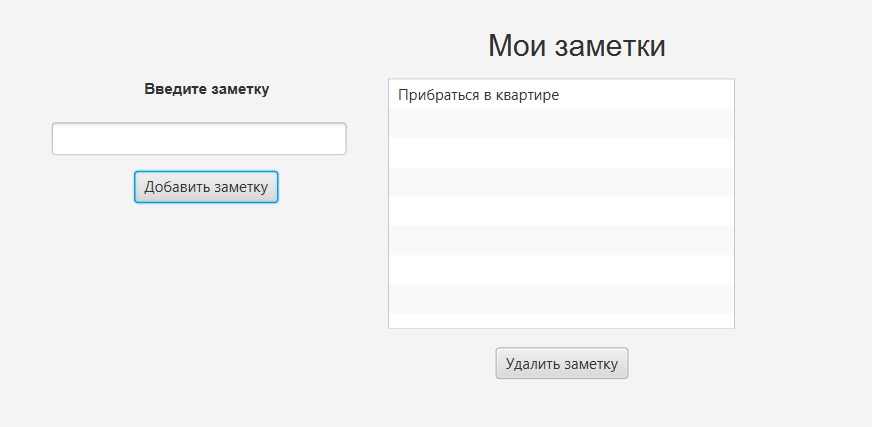 Мои заметки
Введите заметку
Прибраться в квартире
Добавить заметку
Удалить заметку